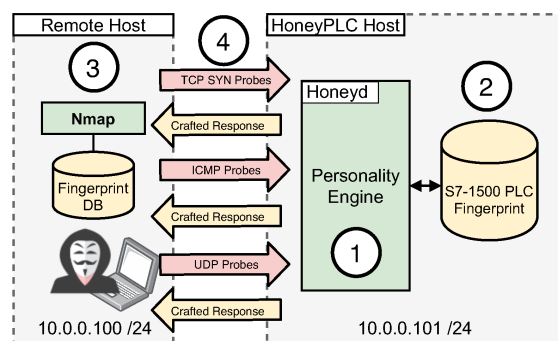 Remote Host
HoneyPLC Host
4
3
TCP SYN Probes
2
Honeyd
Nmap
Crafted Response
Fingerprint
DB
ICMP Probes
Personality
Engine
S7-1500 PLC
Fingerprint
Crafted Response
1
UDP Probes
Crafted Response
10.0.0.100 /24
10.0.0.101 /24